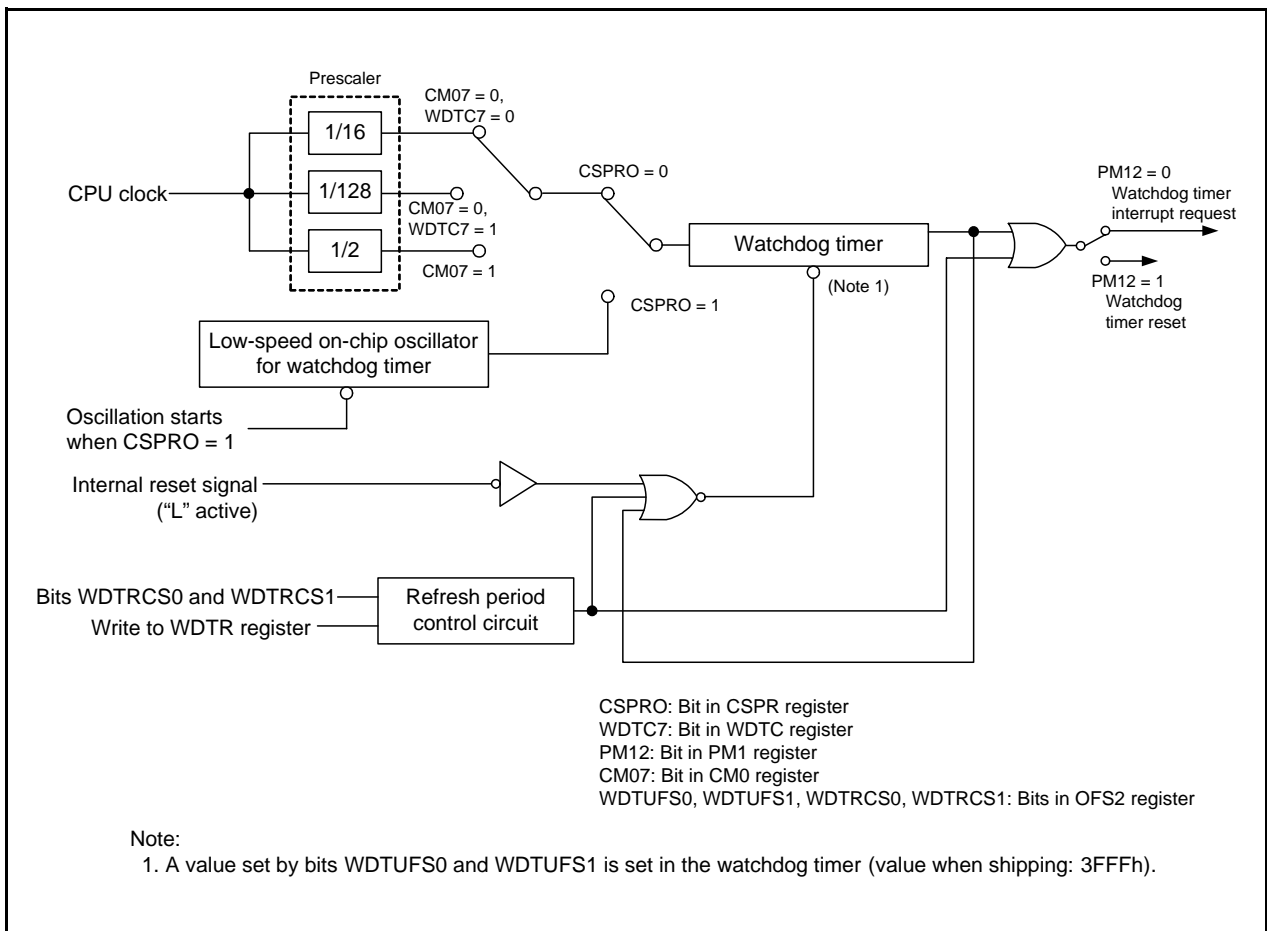 Prescaler
CM07 = 0,
WDTC7 = 0
1/16
CSPRO = 0
PM12 = 0
Watchdog timer
interrupt request
CPU clock
1/128
CM07 = 0,
WDTC7 = 1
1/2
CM07 = 1
Watchdog timer
(Note 1)
PM12 = 1
Watchdog
timer reset
CSPRO = 1
Low-speed on-chip oscillator
for watchdog timer
Oscillation starts
when CSPRO = 1
Internal reset signal
(“L” active)
Bits WDTRCS0 and WDTRCS1
Write to WDTR register
Refresh period
control circuit
CSPRO: Bit in CSPR register
WDTC7: Bit in WDTC register
PM12: Bit in PM1 register
CM07: Bit in CM0 register
WDTUFS0, WDTUFS1, WDTRCS0, WDTRCS1: Bits in OFS2 register
Note:
1. A value set by bits WDTUFS0 and WDTUFS1 is set in the watchdog timer (value when shipping: 3FFFh).